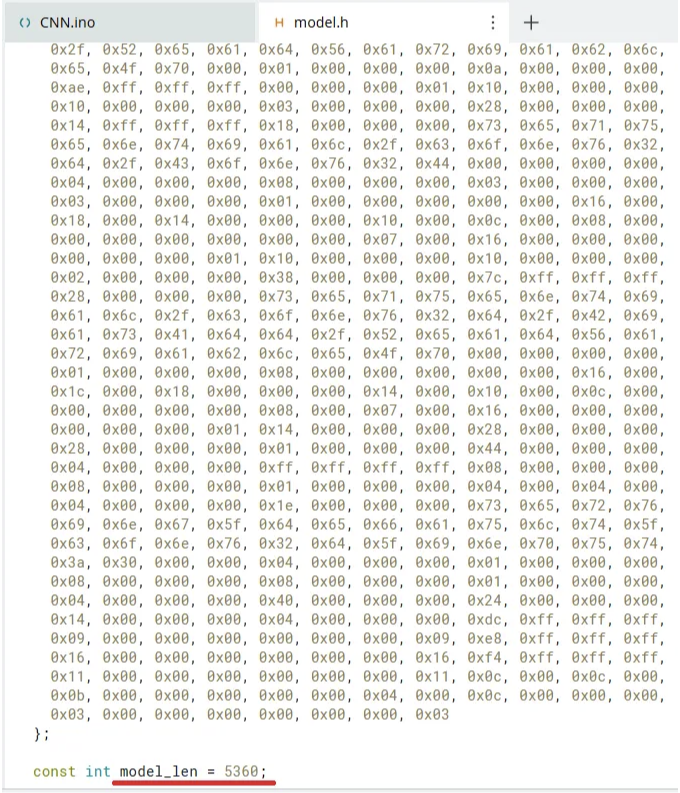 CNN.ino
model.h
0x2f, 0x52, 0x65, 0x61, 0x64, 0x56, 0x61, 0x72, 0x69, 0x61, 0x62, 0x6c,
0x65, 0x4f, 0x70, 0x00, 0x01, 0x00, 0x00, 0x00, 0x0a, 0x00, 0x00, 0x00,
0xae, 0xff, 0xff, 0xff, 0x00, 0x00, 0x00, 0x01, 0x10, 0x00, 0x00, 0x00,
0x10, 0x00, 0x00, 0x00, 0x03, 0x00, 0x00, 0x00, 0x28, 0x00, 0x00, 0x00,
0x14, 0xff, 0xff, 0xff, 0x18, 0x00, 0x00, 0x00, 0x73, 0x65, 0x71, 0x75,
0x65, 0x6e, 0x74, 0x69, 0x61, 0x6c, 0x2f, 0x63, 0x6f, 0x6e, 0x76, 0x32,
0x64, 0x2f, 0x43, 0x6f, 0x6e, 0x76, 0x32, 0x44, 0x00, 0x00, 0x00, 0x00,
0x04, 0x00, 0x00, 0x00, 0x08, 0x00, 0x00, 0x00, 0x03, 0x00, 0x00, 0x00,
0x03, 0x00, 0x00, 0x00, 0x01, 0x00, 0x00, 0x00, 0x00, 0x00, 0x16, 0x00,
0x18, 0x00, 0x14, 0x00, 0x00, 0x00, 0x10, 0x00, 0x0c, 0x00, 0x08, 0x00,
0x00, 0x00, 0x00, 0x00, 0x00, 0x00, 0x07, 0x00, 0x16, 0x00, 0x00, 0x00,
0x00, 0x00, 0x00, 0x01, 0x10, 0x00, 0x00, 0x00, 0x10, 0x00, 0x00, 0x00,
0x02, 0x00, 0x00, 0x00, 0x38, 0x00, 0x00, 0x00, 0x7c, 0xff, 0xff, 0xff,
0x28, 0x00, 0x00, 0x00, 0x73, 0x65, 0x71, 0x75, 0x65, 0x6e, 0x74, 0x69,
0x61, 0x6c, 0x2f, 0x63, 0x6f, 0x6e, 0x76, 0x32, 0x64, 0x2f, 0x42, 0x69,
0x61, 0x73, 0x41, 0x64, 0x64, 0x2f, 0x52, 0x65, 0x61, 0x64, 0x56, 0x61,
0x72, 0x69, 0x61, 0x62, 0x6c, 0x65, 0x4f, 0x70, 0x00, 0x00, 0x00, 0x00,
0x01, 0x00, 0x00, 0x00, 0x08, 0x00, 0x00, 0x00, 0x00, 0x00, 0x16, 0x00,
0x1c, 0x00, 0x18, 0x00, 0x00, 0x00, 0x14, 0x00, 0x10, 0x00, 0x0c, 0x00,
0x00, 0x00, 0x00, 0x00, 0x08, 0x00, 0x07, 0x00, 0x16, 0x00, 0x00, 0x00,
0x00, 0x00, 0x00, 0x01, 0x14, 0x00, 0x00, 0x00, 0x28, 0x00, 0x00, 0x00,
0x28, 0x00, 0x00, 0x00, 0x01, 0x00, 0x00, 0x00, 0x44, 0x00, 0x00, 0x00,
0x04, 0x00, 0x00, 0x00, 0xff, 0xff, 0xff, 0xff, 0x08, 0x00, 0x00, 0x00,
0x08, 0x00, 0x00, 0x00, 0x01, 0x00, 0x00, 0x00, 0x04, 0x00, 0x04, 0x00,
0x04, 0x00, 0x00, 0x00, 0x1e, 0x00, 0x00, 0x00, 0x73, 0x65, 0x72, 0x76,
0x69, 0x6e, 0x67, 0x5f, 0x64, 0x65, 0x66, 0x61, 0x75, 0x6c, 0x74, 0x5f,
0x63, 0x6f, 0x6e, 0x76, 0x32, 0x64, 0x5f, 0x69, 0x6e, 0x70, 0x75, 0x74,
0x3a, 0x30, 0x00, 0x00, 0x04, 0x00, 0x00, 0x00, 0x01, 0x00, 0x00, 0x00,
0x08, 0x00, 0x00, 0x00, 0x08, 0x00, 0x00, 0x00, 0x01, 0x00, 0x00, 0x00,
0x04, 0x00, 0x00, 0x00, 0x40, 0x00, 0x00, 0x00, 0x24, 0x00, 0x00, 0x00,
0x14, 0x00, 0x00, 0x00, 0x04, 0x00, 0x00, 0x00, 0xdc, 0xff, 0xff, 0xff,
0x09, 0x00, 0x00, 0x00, 0x00, 0x00, 0x00, 0x09, 0xe8, 0xff, 0xff, 0xff,
0x16, 0x00, 0x00, 0x00, 0x00, 0x00, 0x00, 0x16, 0xf4, 0xff, 0xff, 0xff,
0x11, 0x00, 0x00, 0x00, 0x00, 0x00, 0x00, 0x11, 0x0c, 0x00, 0x0c, 0x00,
0x0b, 0x00, 0x00, 0x00, 0x00, 0x00, 0x04, 0x00, 0x0c, 0x00, 0x00, 0x00,
0x03, 0x00, 0x00, 0x00, 0x00, 0x00, 0x00, 0x03
};
const int model_len = 5360;